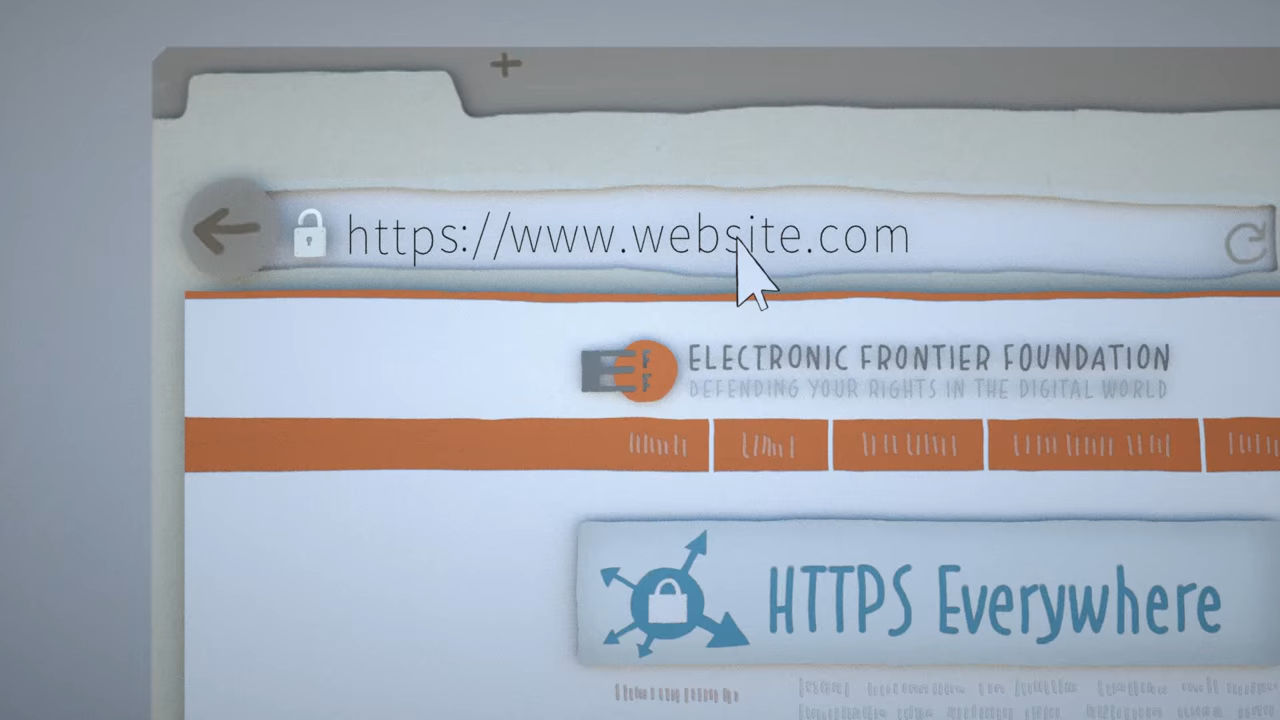 https://www.website.com
ELECTRONIC FRONTIER FOUNDATION
DEFENDING YOUR RIGHTS IN THE DIGITAL WORLD
HTTPS Everywhere